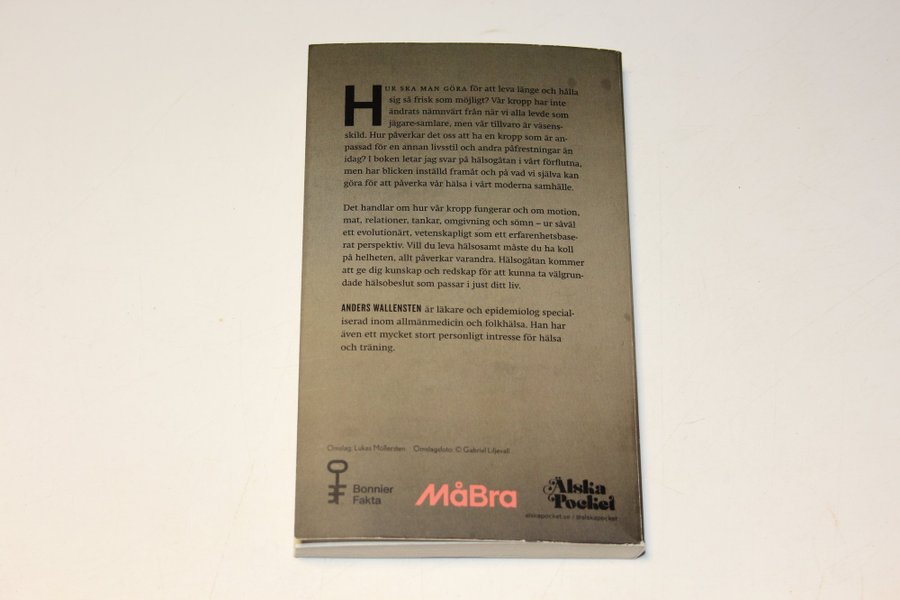 HUR SKA MAN GÖRA för att leva länge och hålla
sig så frisk som möjligt? Vår kropp har inte
ändrats nämnvärt från när vi alla levde som
jägare-samlare, men vår tillvaro är väsens-
skild. Hur påverkar det oss att ha en kropp som är an-
passad för en annan livsstil och andra påfrestningar än
idag? I boken letar jag svar på hälsogåtan i vårt förflutna,
men har blicken inställd framåt och på vad vi själva kan
göra för att påverka vår hälsa i vårt moderna samhälle.
Det handlar om hur vår kropp fungerar och om motion,
mat, relationer, tankar, omgivning och sömn – ur såväl
ett evolutionärt, vetenskapligt som ett erfarenhetsbase-
rat perspektiv. Vill du leva hälsosamt måste du ha koll
på helheten, allt påverkar varandra. Hälsogåtan kommer
att ge dig kunskap och redskap för att kunna ta välgrun-
dade hälsobeslut som passar i just ditt liv.
ANDERS WALLENSTEN är läkare och epidemiolog special-
iserad inom allmänmedicin och folkhälsa. Han har
även ett mycket stort personligt intresse för hälsa
och träning.
Omslag: Lukas Möllersten Omslagsfoto: © Gabriel Liljevall
Bonnier
Fakta
MåBra
Älska
Pocket
alskapocket.se / @alskapocket